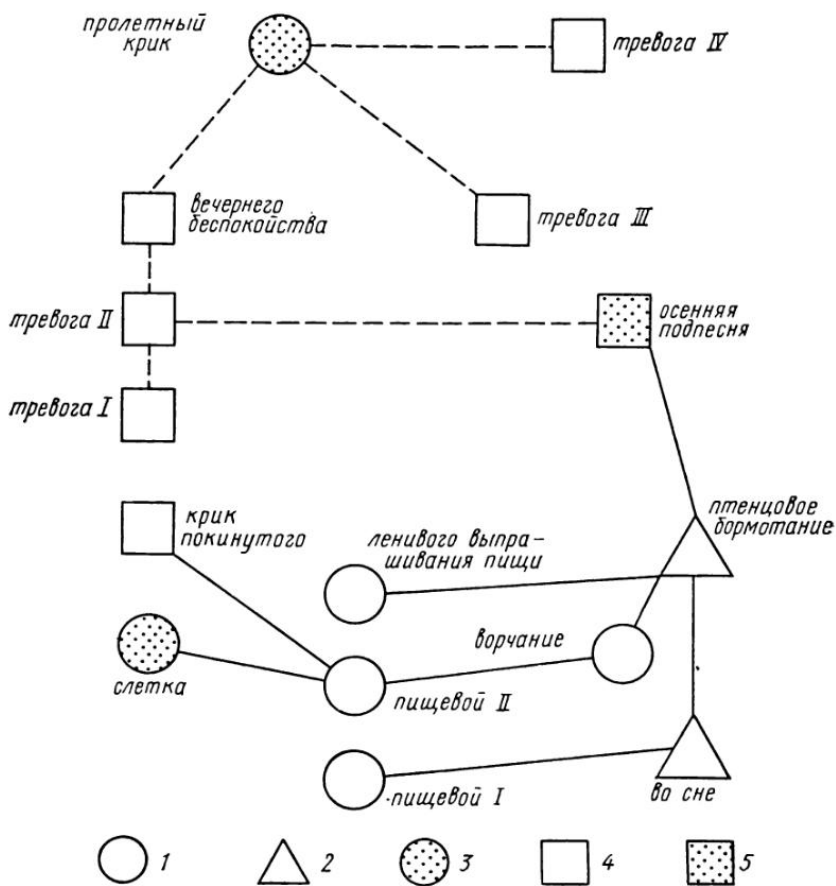 пролетный
крик
тревога IV
вечернего
беспокойства
тревога III
тревога II
осенняя
подпесня
тревога I
крик
покинутого
ленивого выпра-
шивания пищи
птенцовое
бормотание
ворчание
слетка
пищевой II
пищевой I
во сне
1
2
3
4
5